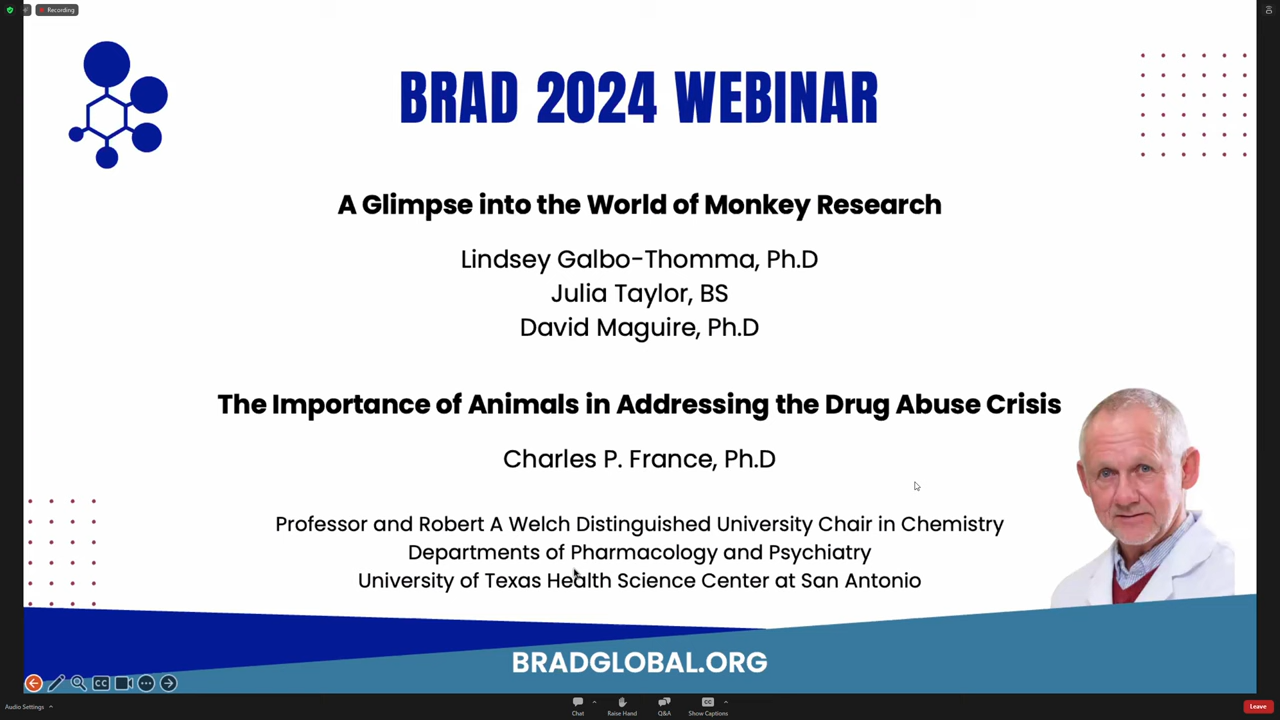 Recording
BRAD 2024 WEBINAR
A Glimpse into the World of Monkey Research
Lindsey Galbo-Thomma, Ph.D
Julia Taylor, BS
David Maguire, Ph.D
The Importance of Animals in Addressing the Drug Abuse Crisis
Charles P. France, Ph.D
Professor and Robert A Welch Distinguished University Chair in Chemistry
Departments of Pharmacology and Psychiatry
University of Texas Health Science Center at San Antonio
BRADGLOBAL.ORG
CC
Audio Settings
Chat
Raise Hand
Q&A
CC
Show Captions
Leave